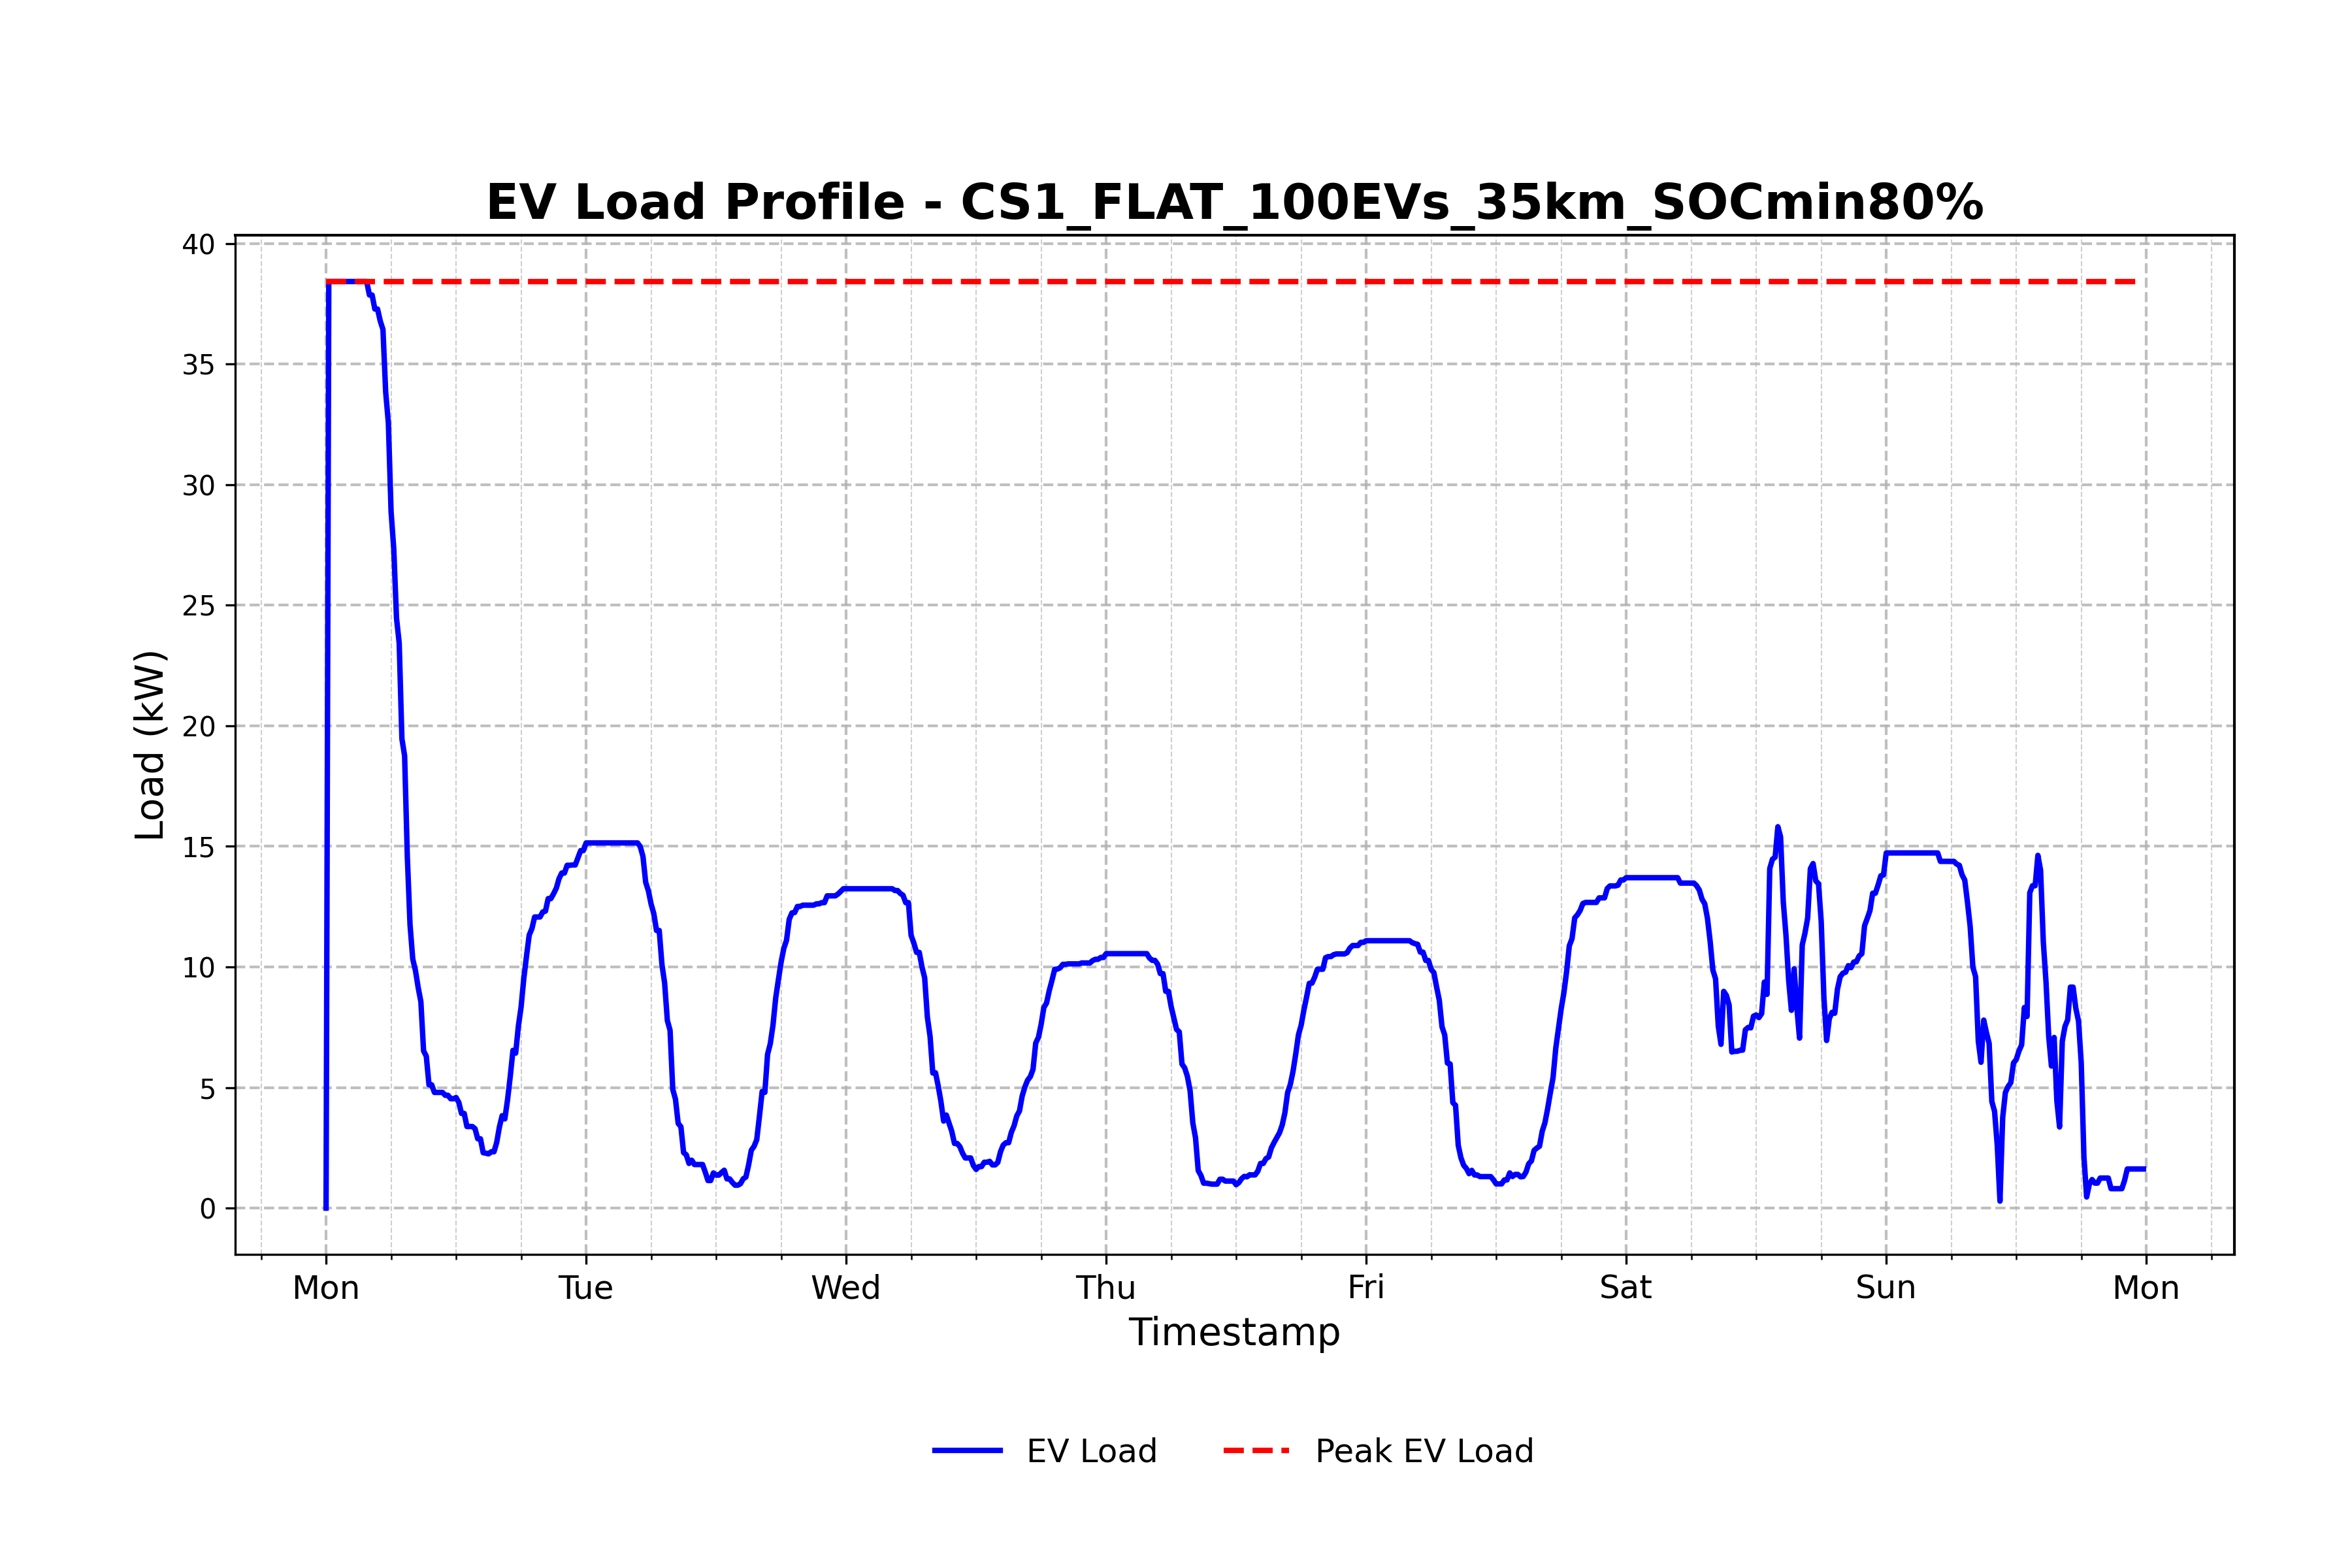 EV Load Profile - CS1_FLAT_100EVs_35km_SOCmin80%
40
35
30
25
20
15
10
5
0
Load (kW)
Mon Tue Wed Thu Fri Sat Sun Mon
Timestamp
EV Load Peak EV Load